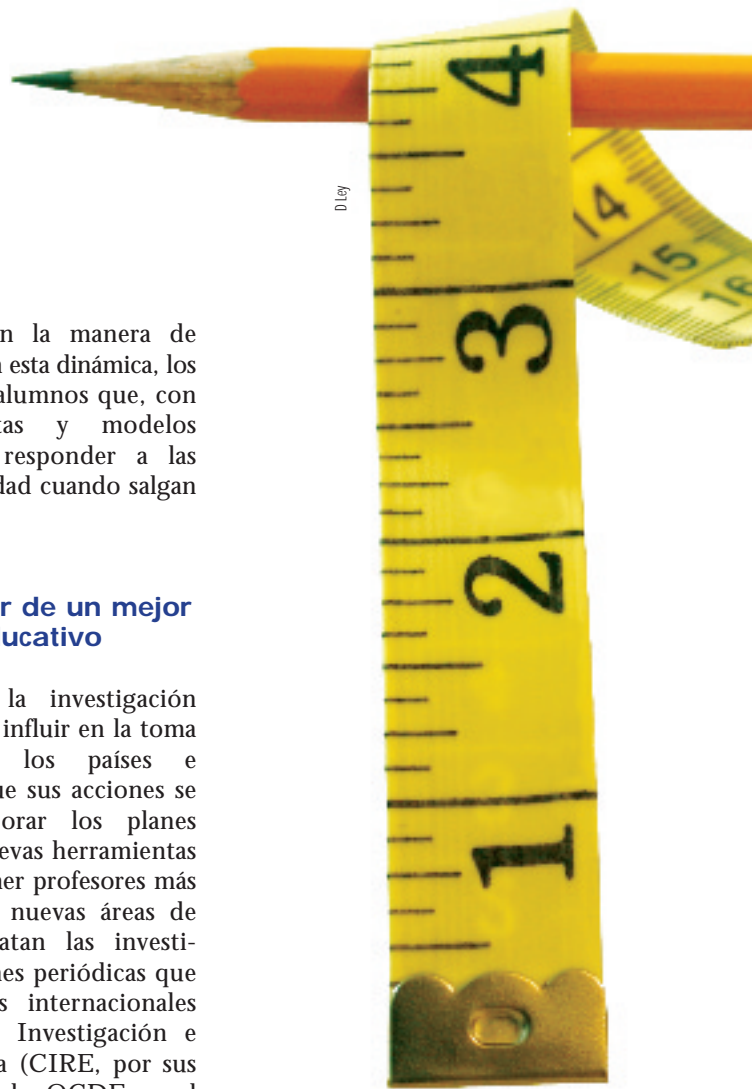 n la manera de
esta dinámica, los
alumnos que, con
tas y modelos
responder a las
dad cuando salgan
r de un mejor
ucativo
la investigación
influir en la toma
los países e
ue sus acciones se
orar los planes
evas herramientas
ner profesores más
nuevas áreas de
atan las investi-
nes periódicas que
s internacionales
Investigación e
a (CIRE, por sus
OCDE
D Ley
4
3
2
1
14
15
16